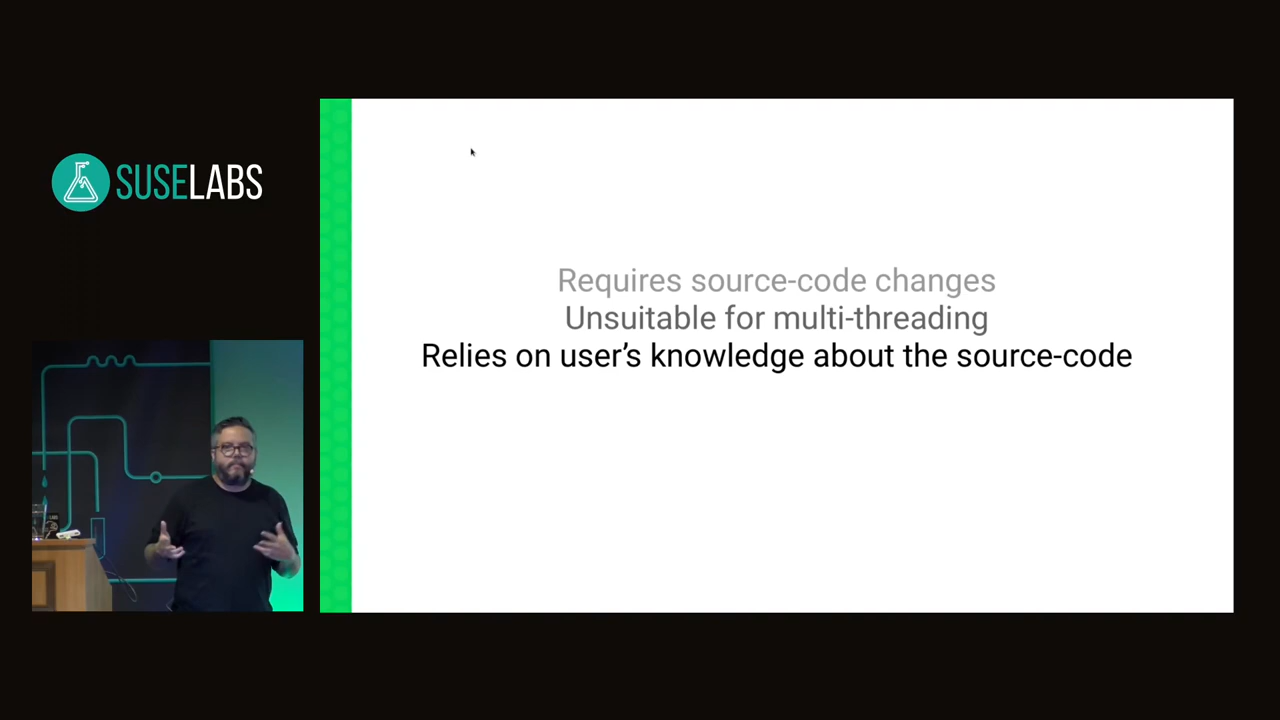 SUSELABS
Requires source-code changes
Unsuitable for multi-threading
Relies on user’s knowledge about the source-code